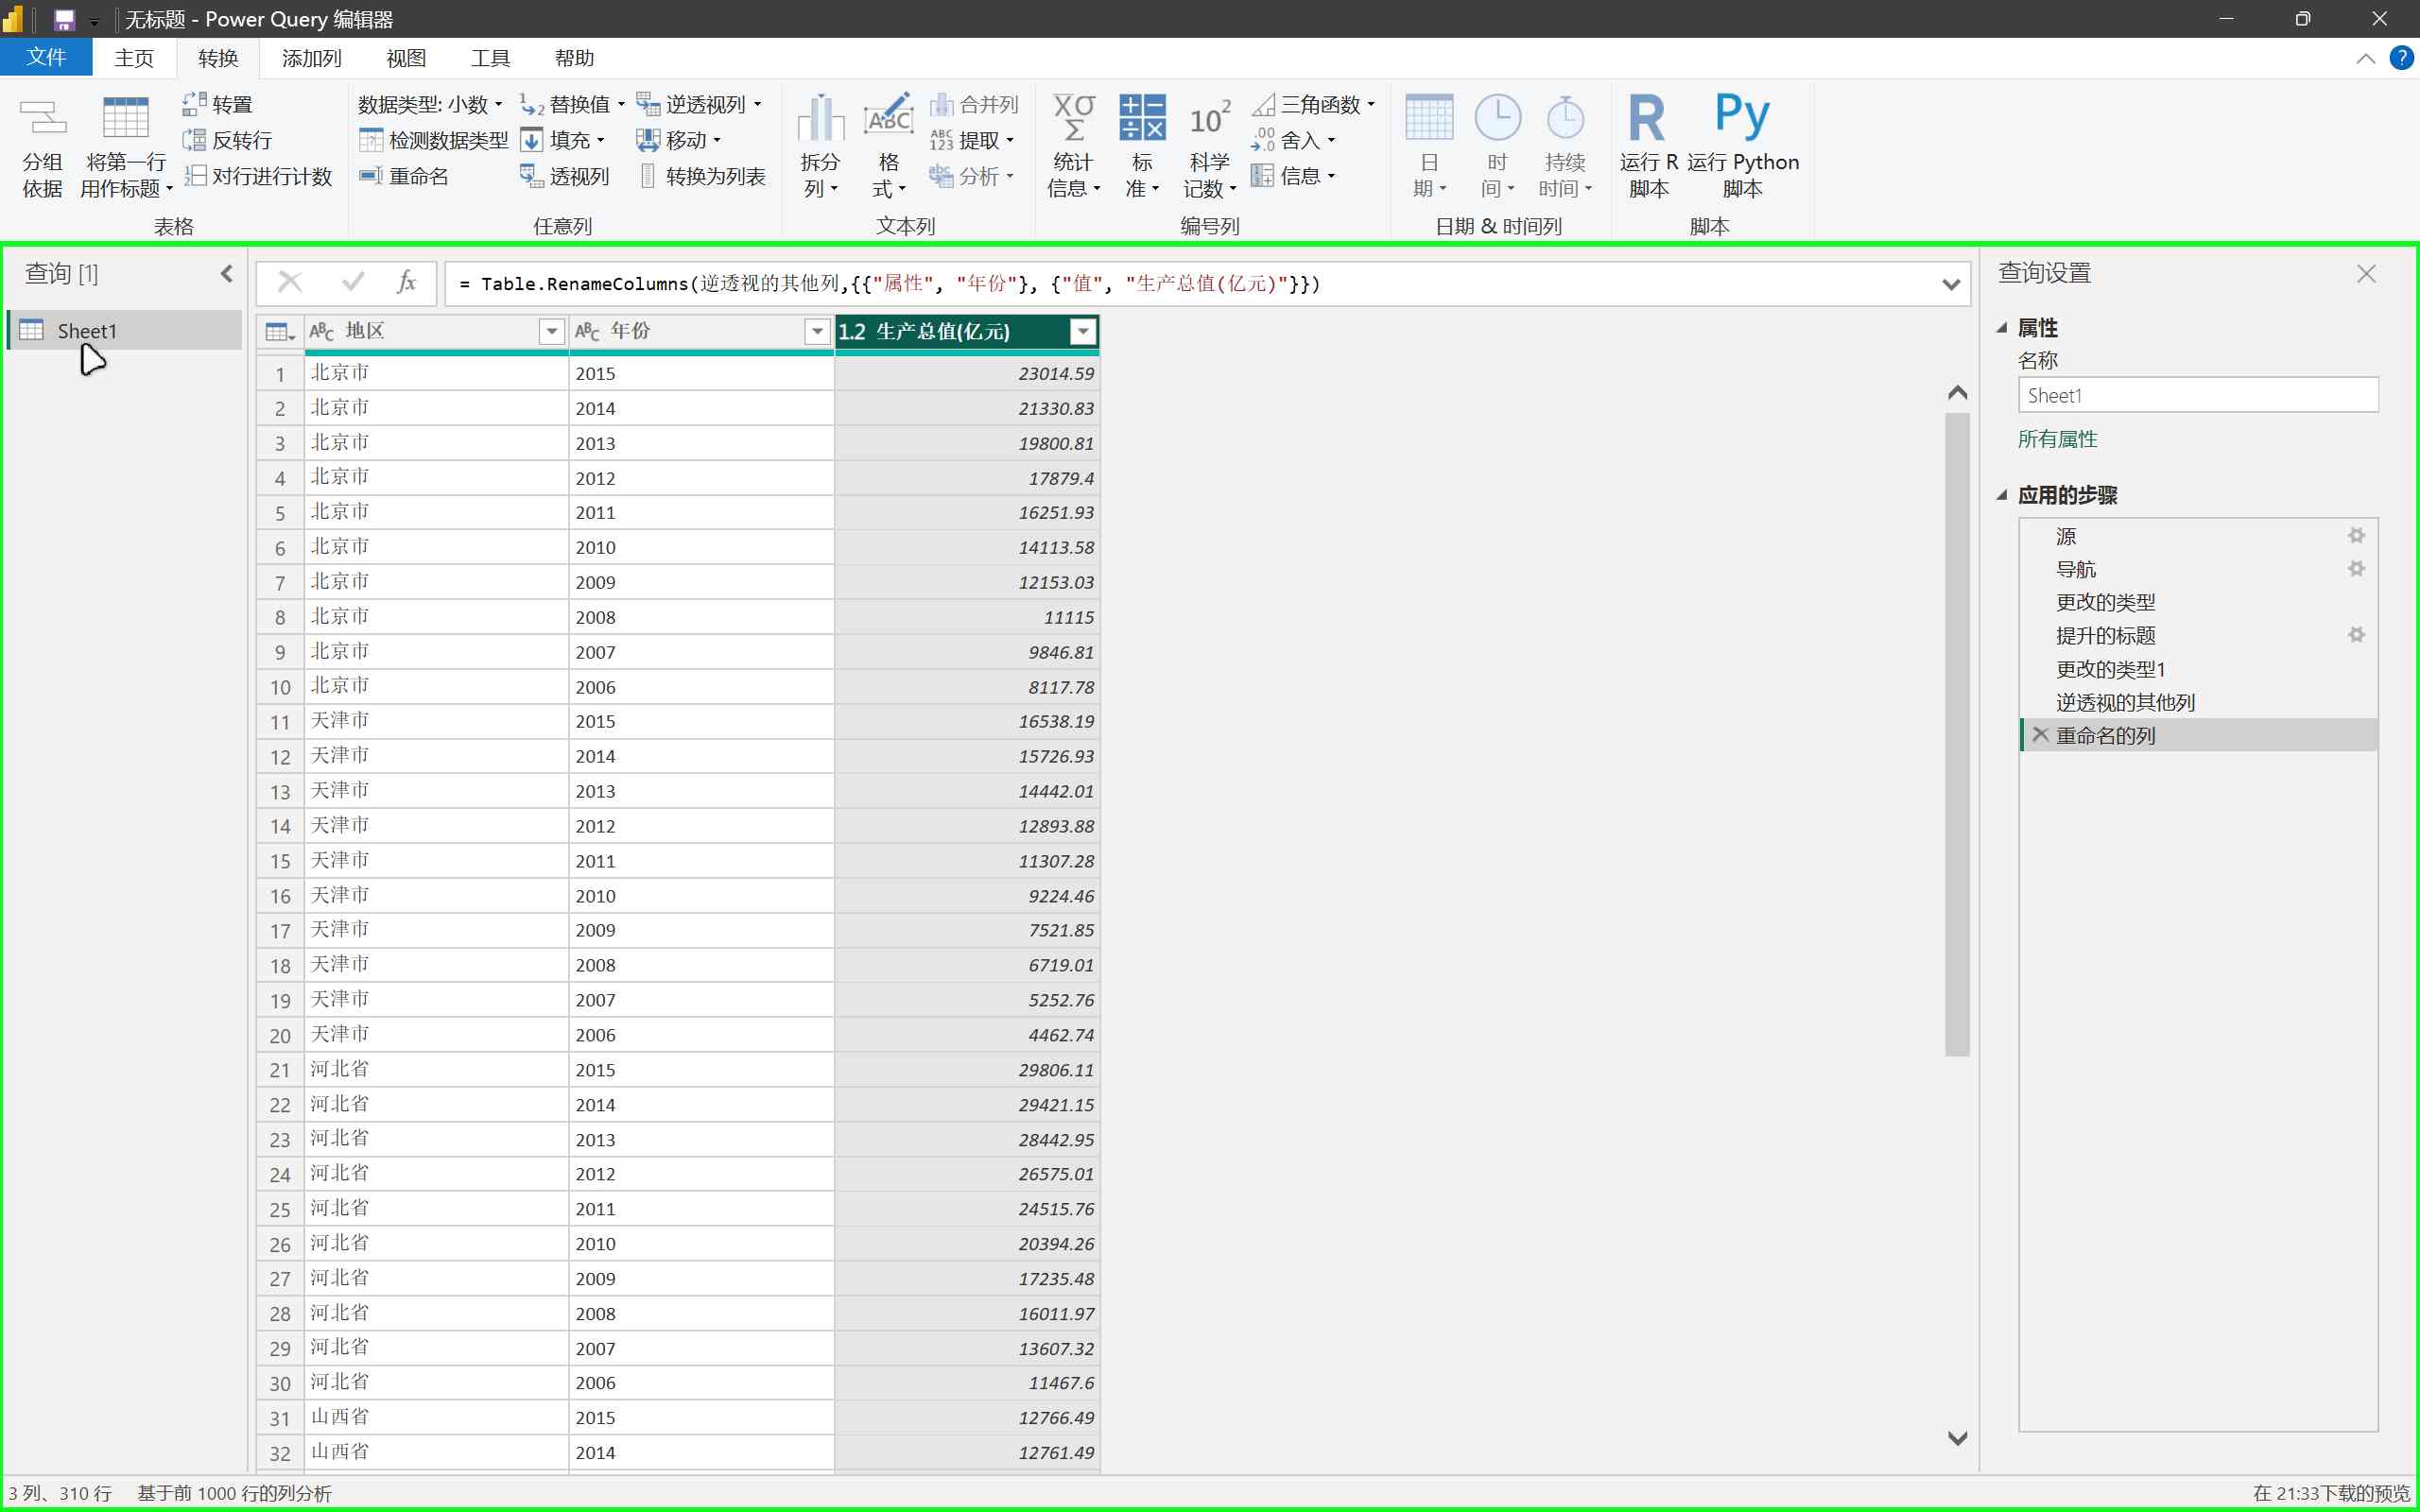 无标题 - Power Query 编辑器
文件 主页 转换 添加列 视图 工具 帮助 ?
分组依据
将第一行用作标题
转置
反转行
对行进行计数
表格
数据类型: 小数
检测数据类型
重命名
替换值
填充
透视列
逆透视列
移动
转换为列表
任意列
拆分列
格式
合并列
提取
分析
文本列
统计信息
标准
科学记数
三角函数
舍入
信息
编号列
日期
时间
持续时间
日期 & 时间列
运行 R 脚本
运行 Python 脚本
脚本
查询 [1]
Sheet1
fx = Table.RenameColumns(逆透视的其他列,{{"属性", "年份"}, {"值", "生产总值(亿元)"}})
地区 年份 1.2 生产总值(亿元)
1 北京市 2015 23014.59
2 北京市 2014 21330.83
3 北京市 2013 19800.81
4 北京市 2012 17879.4
5 北京市 2011 16251.93
6 北京市 2010 14113.58
7 北京市 2009 12153.03
8 北京市 2008 11115
9 北京市 2007 9846.81
10 北京市 2006 8117.78
11 天津市 2015 16538.19
12 天津市 2014 15726.93
13 天津市 2013 14442.01
14 天津市 2012 12893.88
15 天津市 2011 11307.28
16 天津市 2010 9224.46
17 天津市 2009 7521.85
18 天津市 2008 6719.01
19 天津市 2007 5252.76
20 天津市 2006 4462.74
21 河北省 2015 29806.11
22 河北省 2014 29421.15
23 河北省 2013 28442.95
24 河北省 2012 26575.01
25 河北省 2011 24515.76
26 河北省 2010 20394.26
27 河北省 2009 17235.48
28 河北省 2008 16011.97
29 河北省 2007 13607.32
30 河北省 2006 11467.6
31 山西省 2015 12766.49
32 山西省 2014 12761.49
查询设置
属性
名称
Sheet1
所有属性
应用的步骤
源
导航
更改的类型
提升的标题
更改的类型1
逆透视的其他列
重命名的列
3 列、310 行 基于前 1000 行的列分析
在 21:33下载的预览